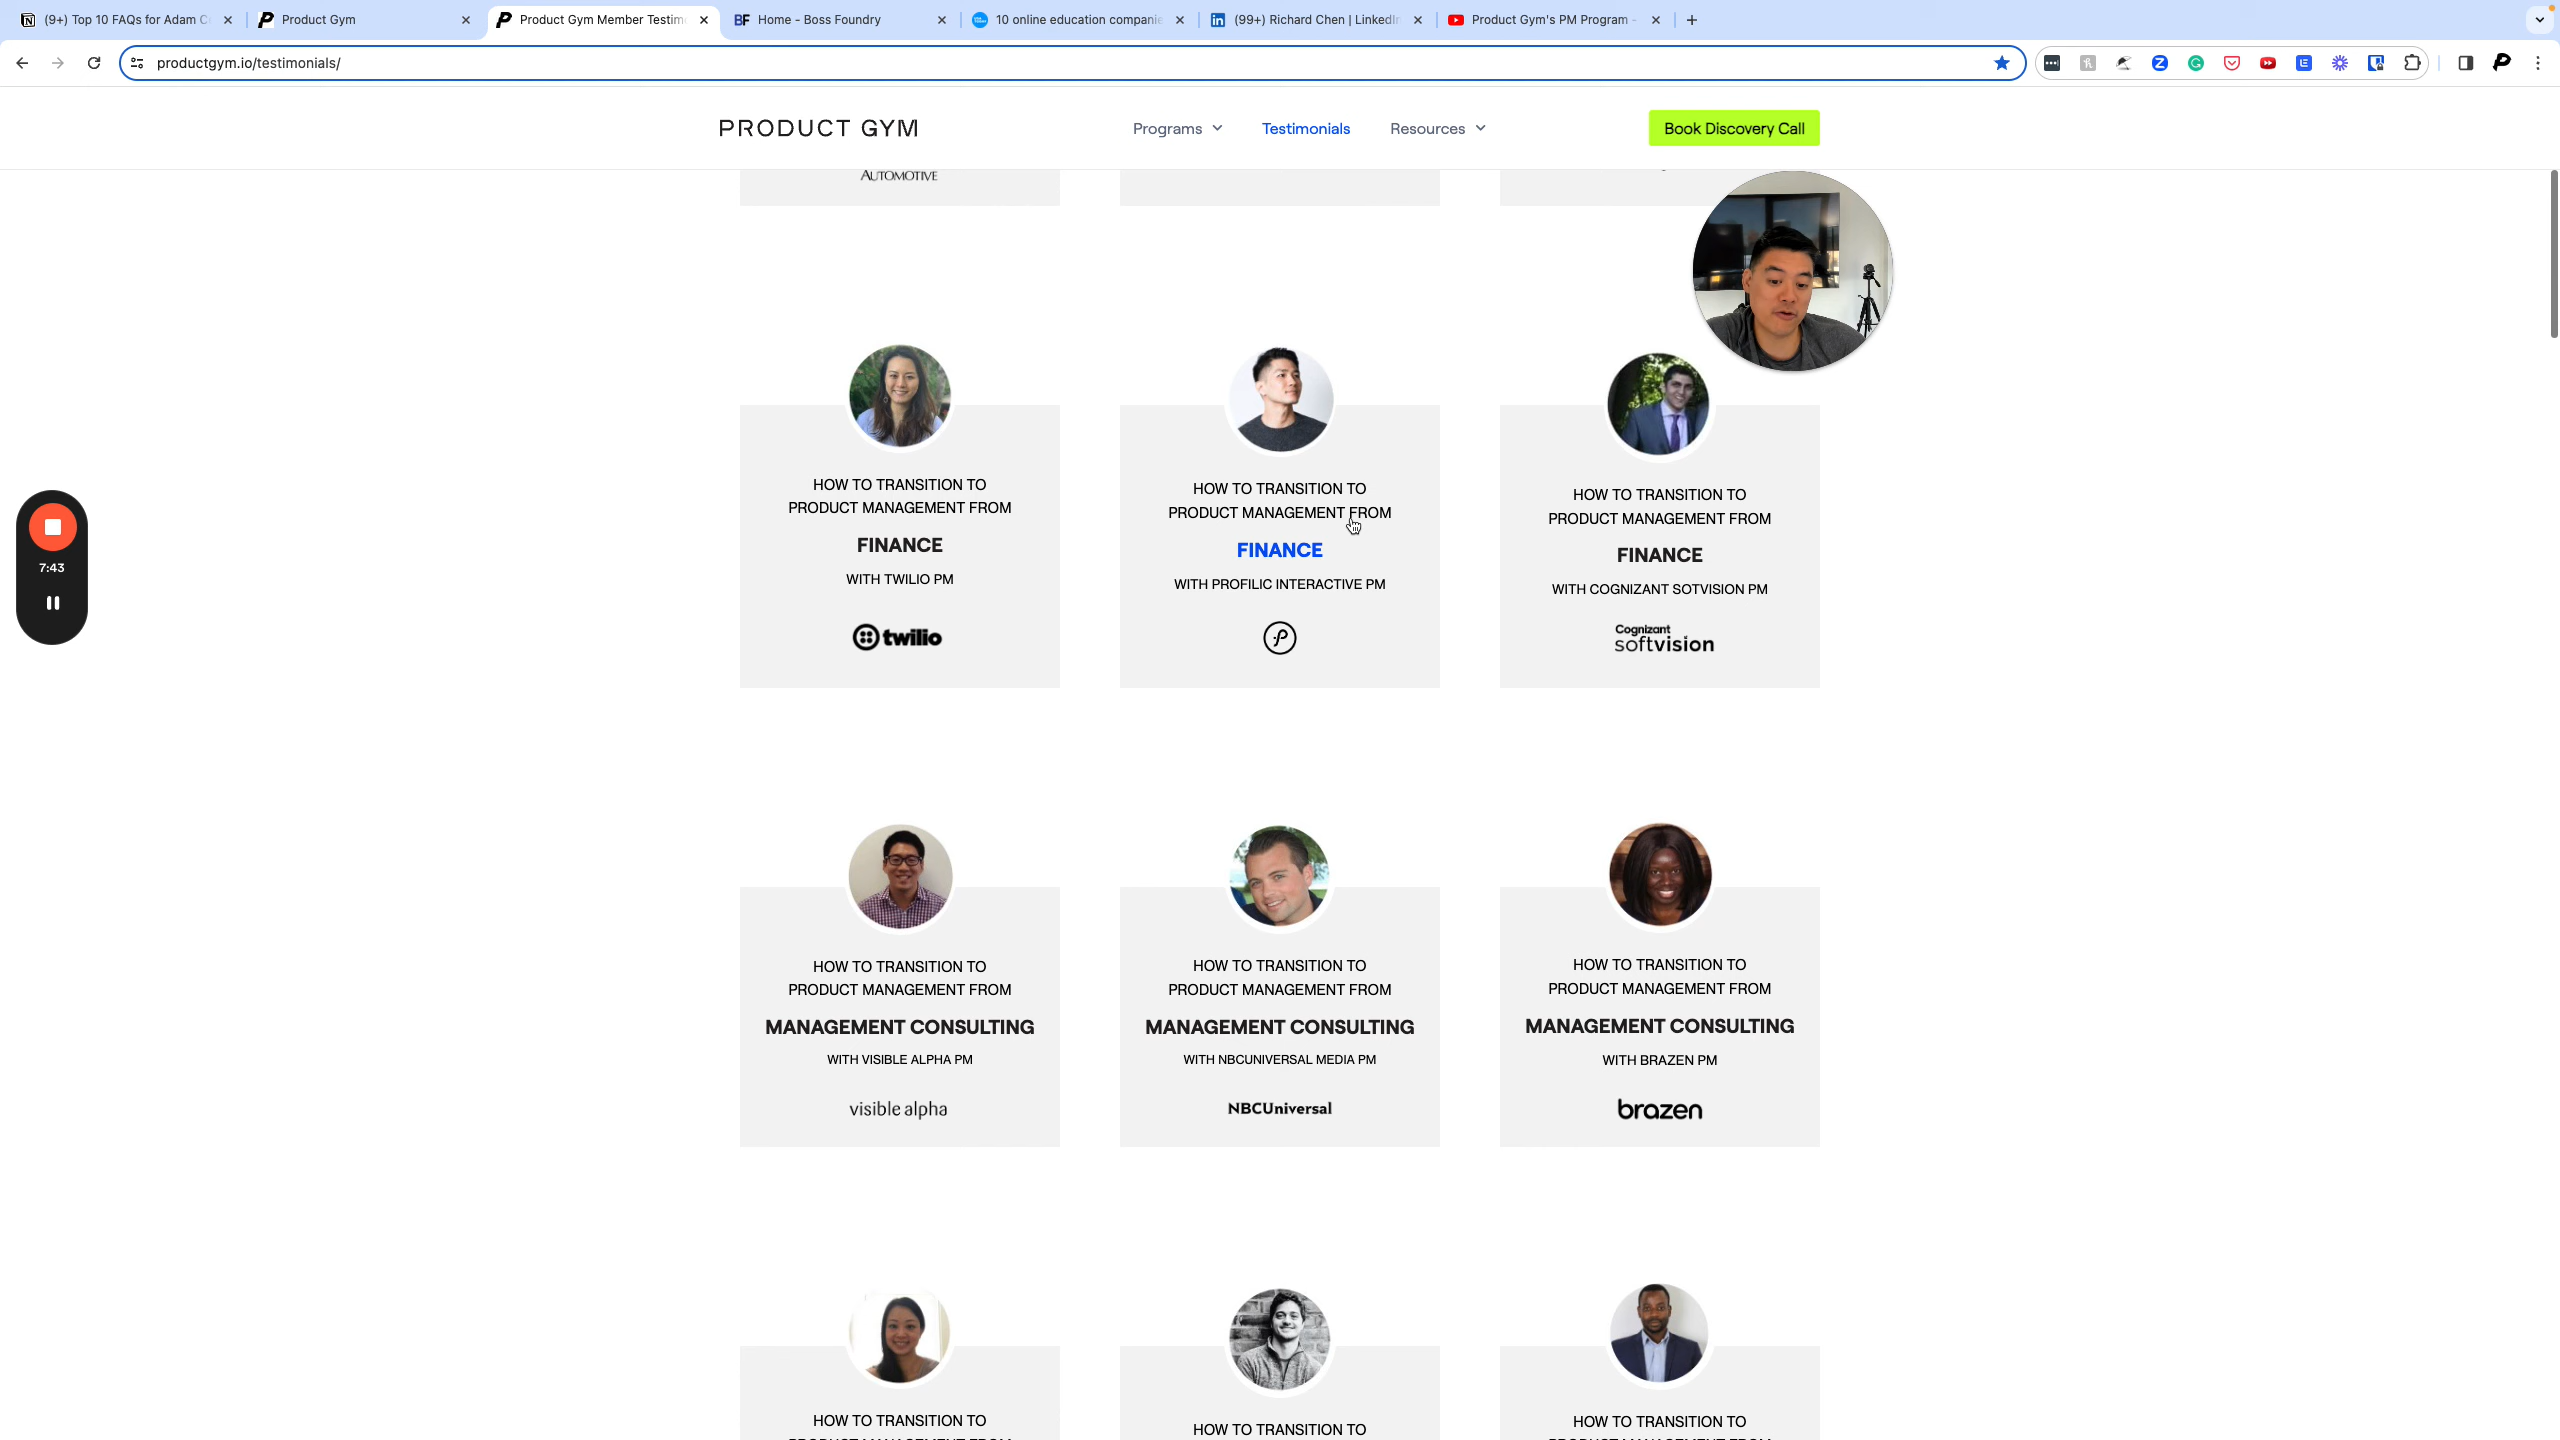 (9+) Top 10 FAQs for Adam C
Product Gym
Product Gym Member Testim
BF Home - Boss Foundry
10 online education companie
(99+) Richard Chen | LinkedIn
Product Gym's PM Program -
productgym.io/testimonials/
PRODUCT GYM
Programs
Testimonials
Resources
Book Discovery Call
AUTOMOTIVE
HOW TO TRANSITION TO
PRODUCT MANAGEMENT FROM
FINANCE
WITH TWILIO PM
twilio
HOW TO TRANSITION TO
PRODUCT MANAGEMENT FROM
FINANCE
WITH PROFILIC INTERACTIVE PM
HOW TO TRANSITION TO
PRODUCT MANAGEMENT FROM
FINANCE
WITH COGNIZANT SOTVISION PM
Cognizant
softvision
7:43
HOW TO TRANSITION TO
PRODUCT MANAGEMENT FROM
MANAGEMENT CONSULTING
WITH VISIBLE ALPHA PM
visible alpha
HOW TO TRANSITION TO
PRODUCT MANAGEMENT FROM
MANAGEMENT CONSULTING
WITH NBCUNIVERSAL MEDIA PM
NBCUniversal
HOW TO TRANSITION TO
PRODUCT MANAGEMENT FROM
MANAGEMENT CONSULTING
WITH BRAZEN PM
brazen
HOW TO TRANSITION TO
HOW TO TRANSITION TO
HOW TO TRANSITION TO